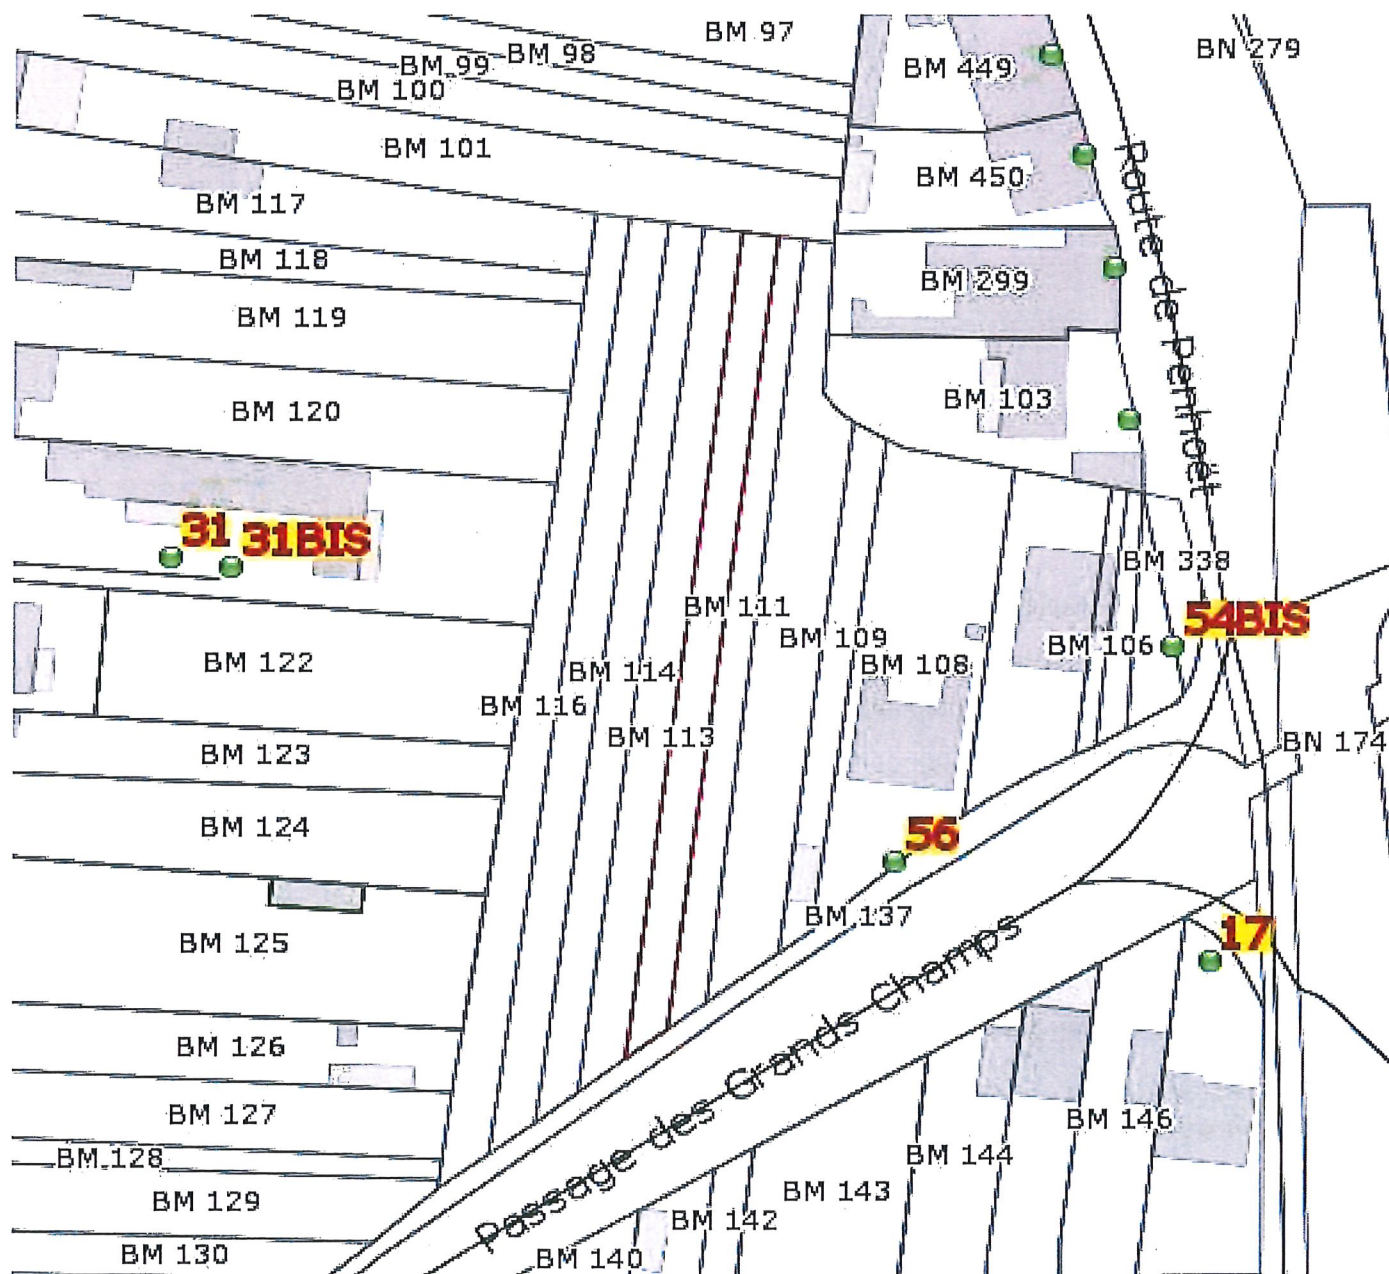 BM 97
BM 98
BM 99
BM 100
BM 449
BN 279
BM 101
BM 450
BM 117
BM 118
BM 299
BM 119
Route de Penhoët
BM 120
BM 103
31
31BIS
BM 338
BM 111
54BIS
BM 109
BM 106
BM 122
BM 114
BM 108
BM 116
BM 113
BN 174
BM 123
BM 124
56
BM 137
17
BM 125
Passage des Grands Champs
BM 126
BM 127
BM 146
BM 128
BM 144
BM 129
BM 143
BM 142
BM 130
BM 140